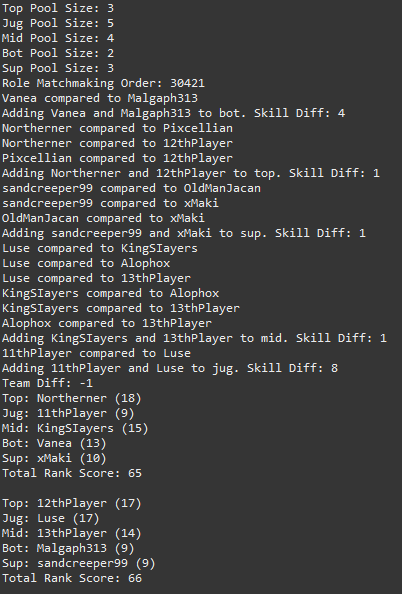 Top Pool Size: 3
Jug Pool Size: 5
Mid Pool Size: 4
Bot Pool Size: 2
Sup Pool Size: 3
Role Matchmaking Order: 30421
Vanea compared to Malgaph313
Adding Vanea and Malgaph313 to bot. Skill Diff: 4
Northerner compared to Pixcellian
Northerner compared to 12thPlayer
Pixcellian compared to 12thPlayer
Adding Northerner and 12thPlayer to top. Skill Diff: 1
sandcreeper99 compared to OldManJacan
sandcreeper99 compared to xMaki
OldManJacan compared to xMaki
Adding sandcreeper99 and xMaki to sup. Skill Diff: 1
Luse compared to KingSIayers
Luse compared to Alophox
Luse compared to 13thPlayer
KingSIayers compared to Alophox
KingSIayers compared to 13thPlayer
Alophox compared to 13thPlayer
Adding KingSIayers and 13thPlayer to mid. Skill Diff: 1
11thPlayer compared to Luse
Adding 11thPlayer and Luse to jug. Skill Diff: 8
Team Diff: -1
Top: Northerner (18)
Jug: 11thPlayer (9)
Mid: KingSIayers (15)
Bot: Vanea (13)
Sup: xMaki (10)
Total Rank Score: 65
Top: 12thPlayer (17)
Jug: Luse (17)
Mid: 13thPlayer (14)
Bot: Malgaph313 (9)
Sup: sandcreeper99 (9)
Total Rank Score: 66